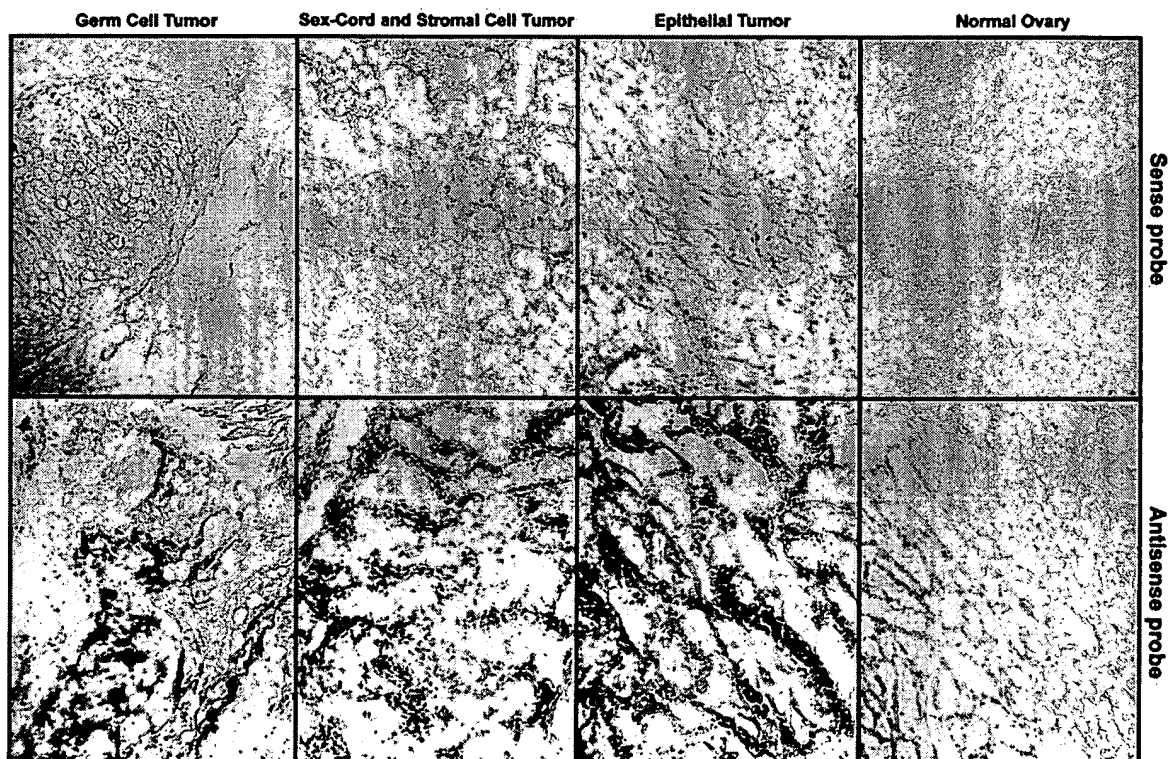 Germ Cell Tumor
Sex-Cord and Stromal Cell Tumor
Epithelial Tumor
Normal Ovary
Sense probe
Antisense probe